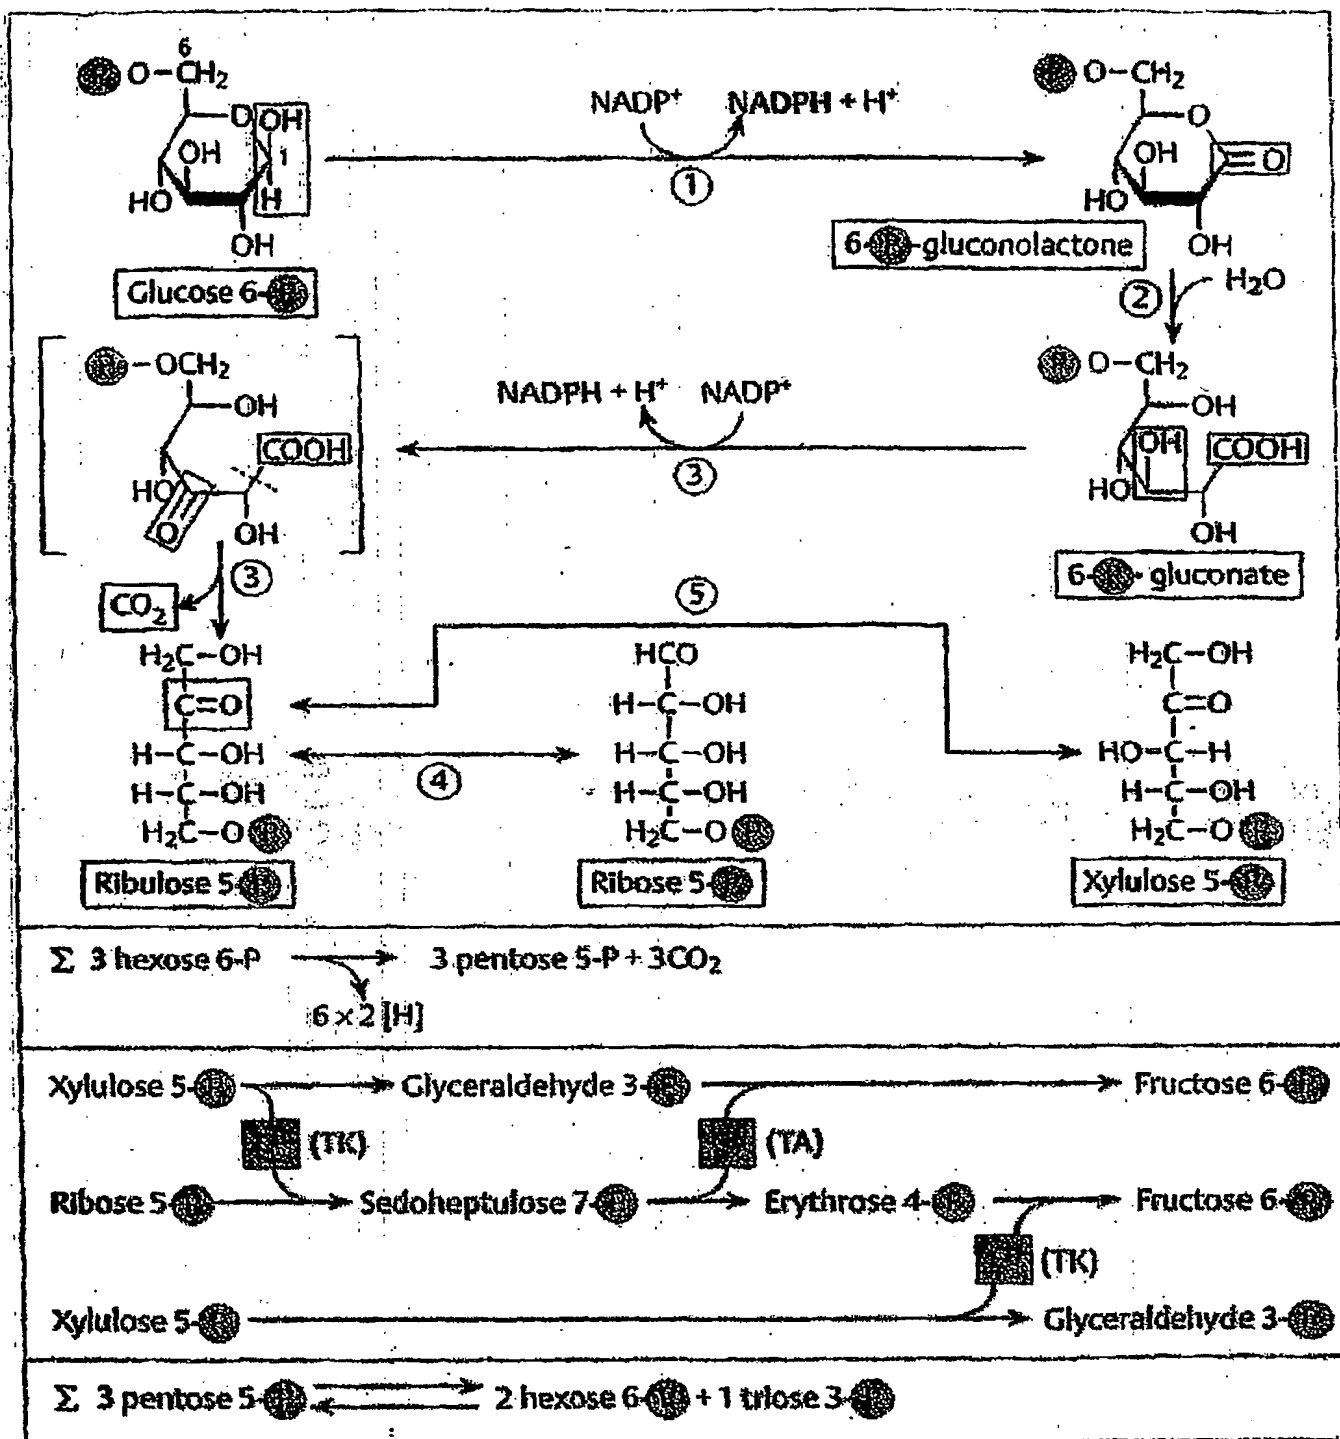 6
P O-CH₂
O OH
OH 1
HO H
OH
Glucose 6-P
NADP⁺ NADPH + H⁺
1
P O-CH₂
O
OH
O
HO
OH
6-P-gluconolactone
2 H₂O
P-OCH₂
OH
COOH
HO
O OH
3
CO₂
NADPH + H⁺ NADP⁺
3
P O-CH₂
OH
OH COOH
HO
OH
6-P-gluconate
5
H₂C-OH
C=O
H-C-OH
H-C-OH
H₂C-O P
Ribulose 5-P
4
HCO
H-C-OH
H-C-OH
H-C-OH
H₂C-O P
Ribose 5-P
H₂C-OH
C=O
HO-C-H
H-C-OH
H₂C-O P
Xylulose 5-P
Σ 3 hexose 6-P 3 pentose 5-P + 3CO₂
6 × 2 [H]
Xylulose 5-P Glyceraldehyde 3-P Fructose 6-P
(TK) (TA)
Ribose 5-P Sedoheptulose 7-P Erythrose 4-P Fructose 6-P
(TK)
Xylulose 5-P Glyceraldehyde 3-P
Σ 3 pentose 5-P 2 hexose 6-P + 1 triose 3-P